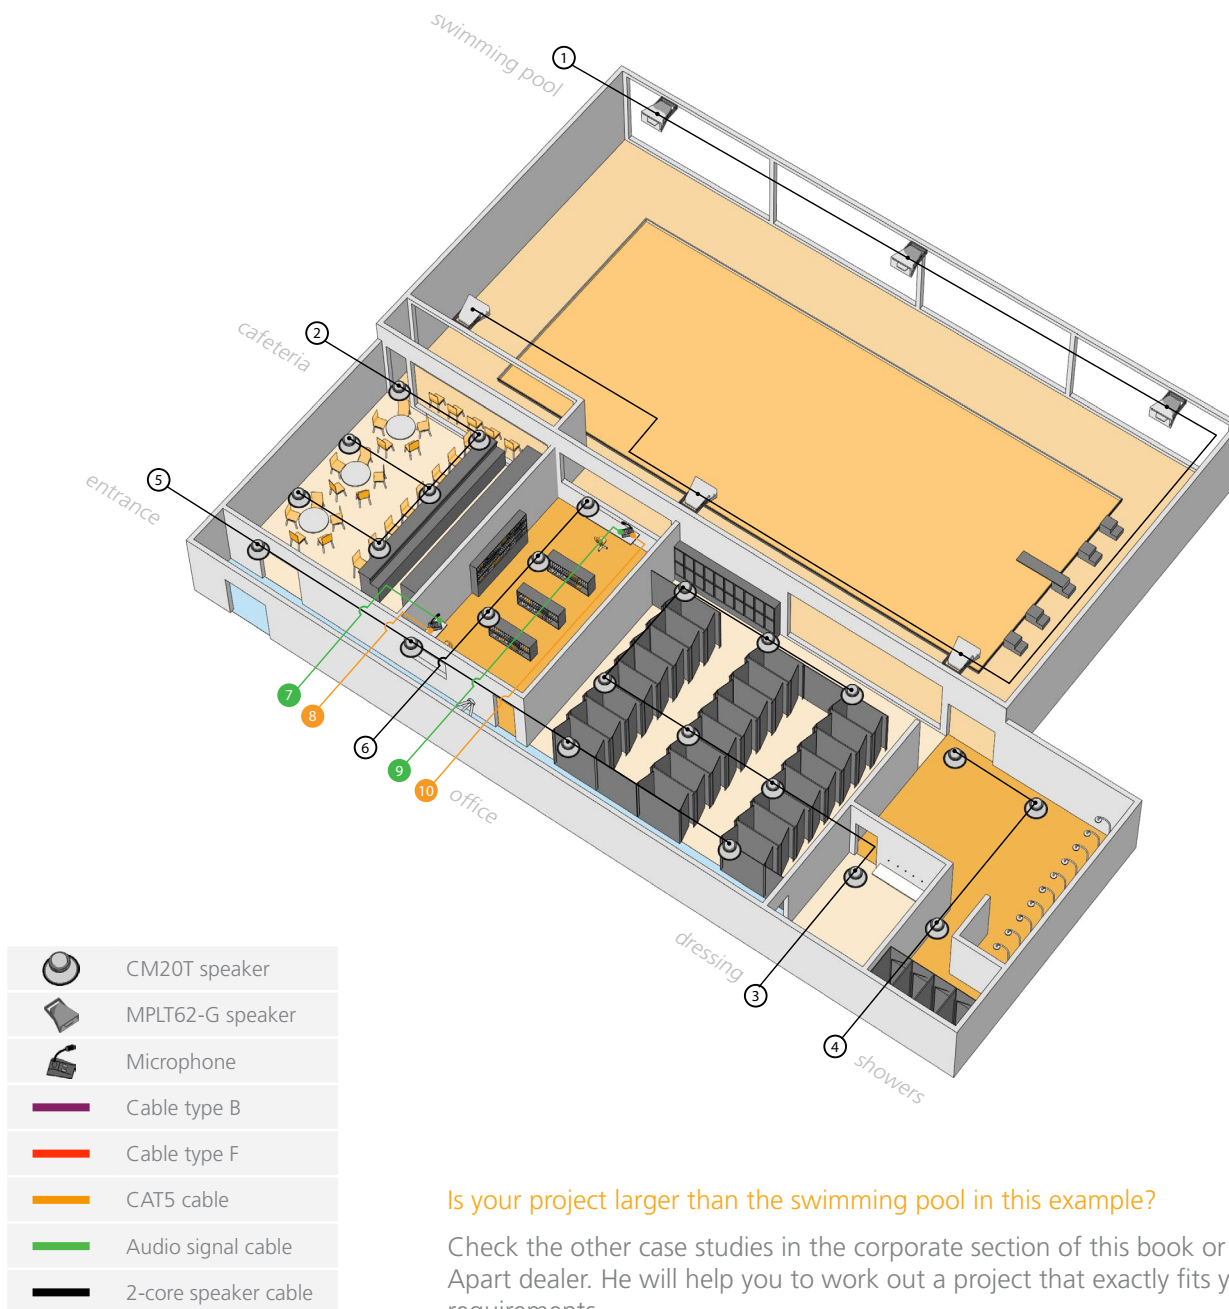 swimming pool
1
cafeteria
2
entrance
5
7
8
6
9
10
office
dressing
3
4
showers
CM20T speaker
MPLT62-G speaker
Microphone
Cable type B
Cable type F
CAT5 cable
Audio signal cable
2-core speaker cable
Is your project larger than the swimming pool in this example?
Check the other case studies in the corporate section of this book or
Apart dealer. He will help you to work out a project that exactly fits y
requirements